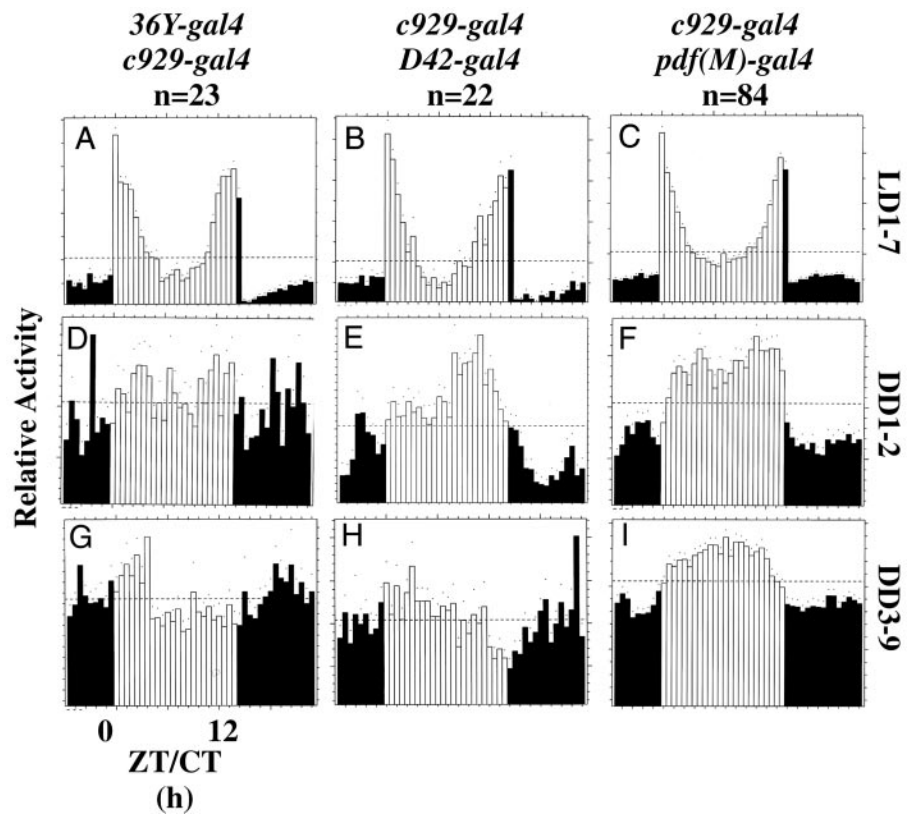 36Y-gal4
c929-gal4
n=23
c929-gal4
D42-gal4
n=22
c929-gal4
pdf(M)-gal4
n=84
A
B
C
LD1-7
D
E
F
DD1-2
G
H
I
DD3-9
Relative Activity
0 12
ZT/CT
(h)